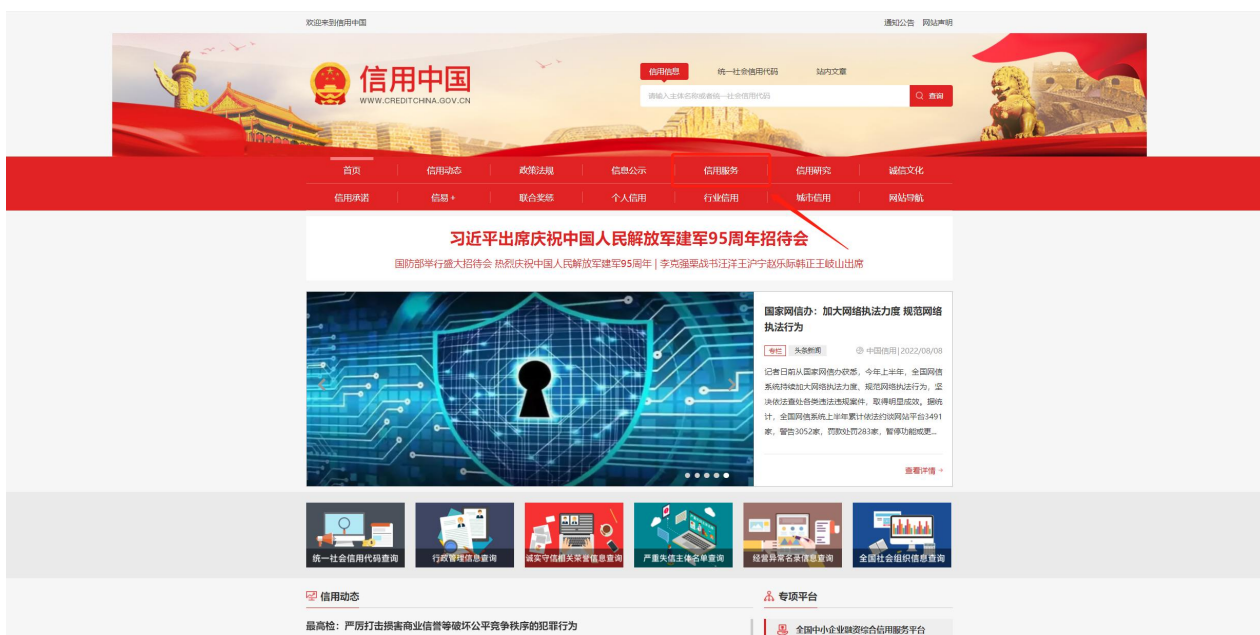 欢迎来到信用中国
通知公告 网站声明
信用中国
WWW.CREDITCHINA.GOV.CN
信用信息 统一社会信用代码 站内文章
请输入主体名称或者统一社会信用代码 查询
首页 信用动态 政策法规 信息公示 信用服务 信用研究 诚信文化
信用承诺 信易+ 联合奖惩 个人信用 行业信用 城市信用 网站导航
习近平出席庆祝中国人民解放军建军95周年招待会
国防部举行盛大招待会 热烈庆祝中国人民解放军建军95周年 | 李克强栗战书汪洋王沪宁赵乐际韩正王岐山出席
国家网信办：加大网络执法力度 规范网络
执法行为
专栏 头条新闻 中国信用|2022/08/08
记者日前从国家网信办获悉，今年上半年，全国网信
系统持续加大网络执法力度、规范网络执法行为，坚
决依法查处各类违法违规案件，取得明显成效。据统
计，全国网信系统上半年累计依法约谈网站平台3491
家，警告3052家，罚款处罚283家，暂停功能或更...
查看详情
统一社会信用代码查询
行政管理信息查询
诚实守信相关荣誉信息查询
严重失信主体名单查询
经营异常名录信息查询
全国社会组织信息查询
信用动态
专项平台
最高检：严厉打击损害商业信誉等破坏公平竞争秩序的犯罪行为
全国中小企业融资综合信用服务平台